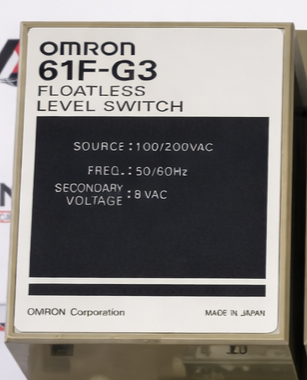 OMRON
61F-G3
FLOATLESS
LEVEL SWITCH
SOURCE : 100/200VAC
FREQ. : 50/60Hz
SECONDARY
VOLTAGE : 8 VAC
OMRON Corporation
MADE IN JAPAN